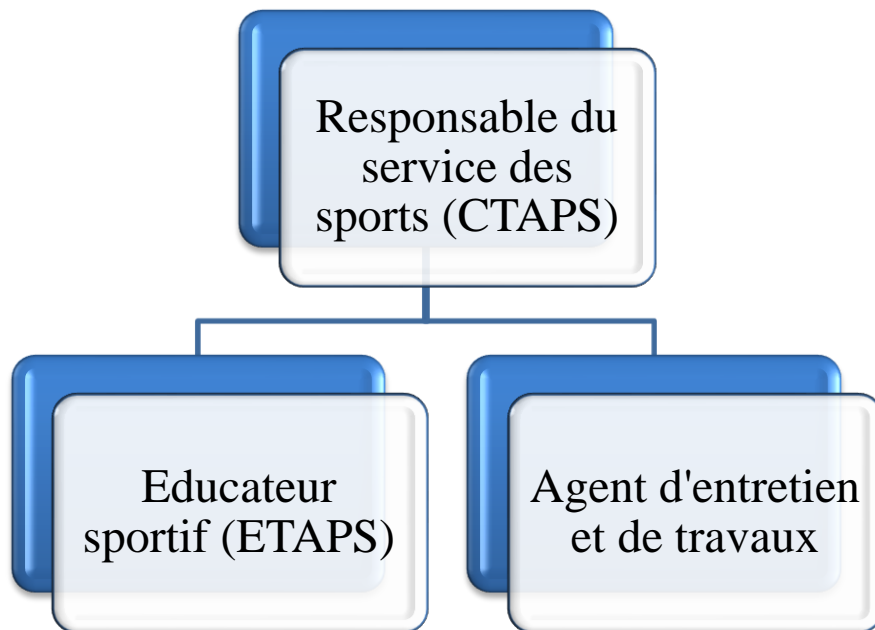 Responsable du
service des
sports (CTAPS)
Educateur
sportif (ETAPS)
Agent d'entretien
et de travaux